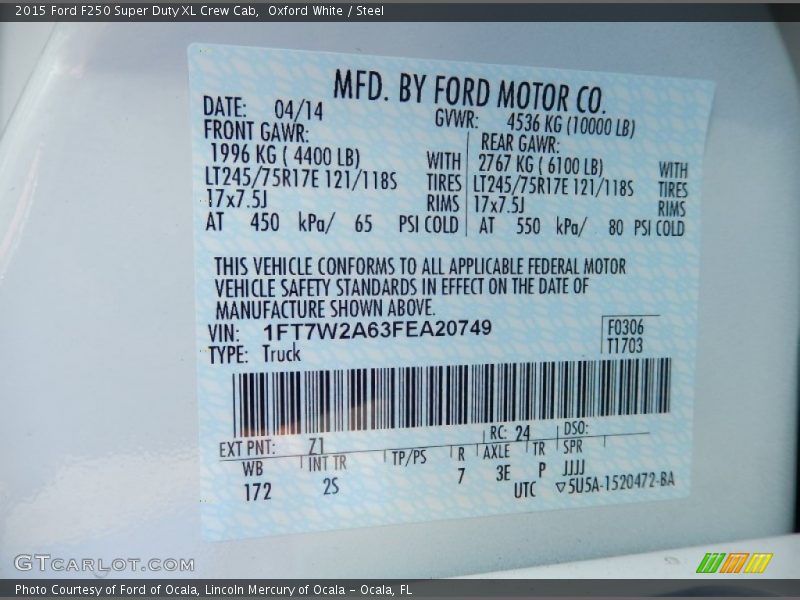 2015 Ford F250 Super Duty XL Crew Cab,  Oxford White / Steel
MFD. BY FORD MOTOR CO.
DATE: 04/14 GVWR: 4536 KG (10000 LB)
FRONT GAWR: REAR GAWR:
1996 KG ( 4400 LB) WITH 2767 KG ( 6100 LB) WITH
LT245/75R17E 121/118S TIRES LT245/75R17E 121/118S TIRES
17x7.5J RIMS 17x7.5J RIMS
AT 450 kPa/ 65 PSI COLD AT 550 kPa/ 80 PSI COLD
THIS VEHICLE CONFORMS TO ALL APPLICABLE FEDERAL MOTOR
VEHICLE SAFETY STANDARDS IN EFFECT ON THE DATE OF
MANUFACTURE SHOWN ABOVE.
VIN: 1FT7W2A63FEA20749 F0306
TYPE: Truck T1703
EXT PNT: Z1 RC: 24 DSO:
WB INT TR TP/PS R AXLE TR SPR
172 2S 7 3E P JJJJ
UTC ▽5U5A-1520472-BA
GTCARLOT.COM
Photo Courtesy of Ford of Ocala, Lincoln Mercury of Ocala – Ocala, FL